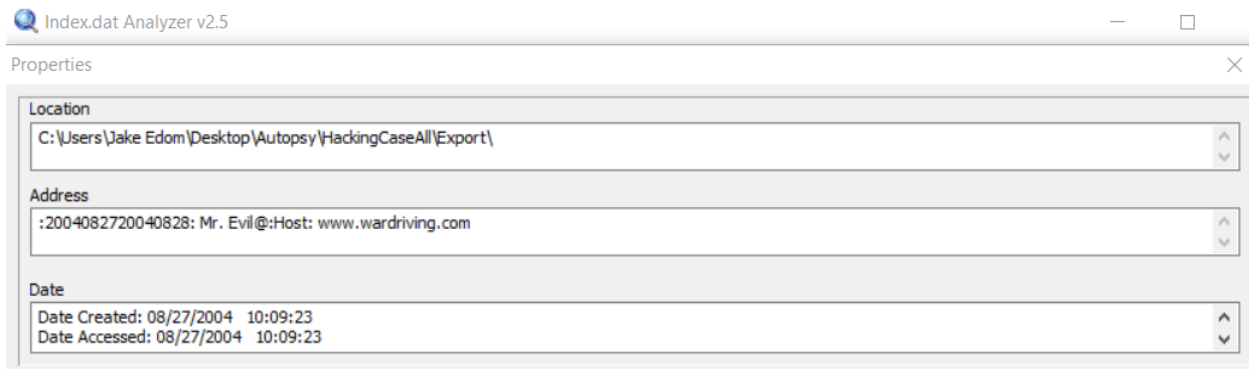 Index.dat Analyzer v2.5
Properties
Location
C:\Users\Jake Edom\Desktop\Autopsy\HackingCaseAll\Export\
Address
:2004082720040828: Mr. Evil@:Host: www.wardriving.com
Date
Date Created: 08/27/2004   10:09:23
Date Accessed: 08/27/2004   10:09:23